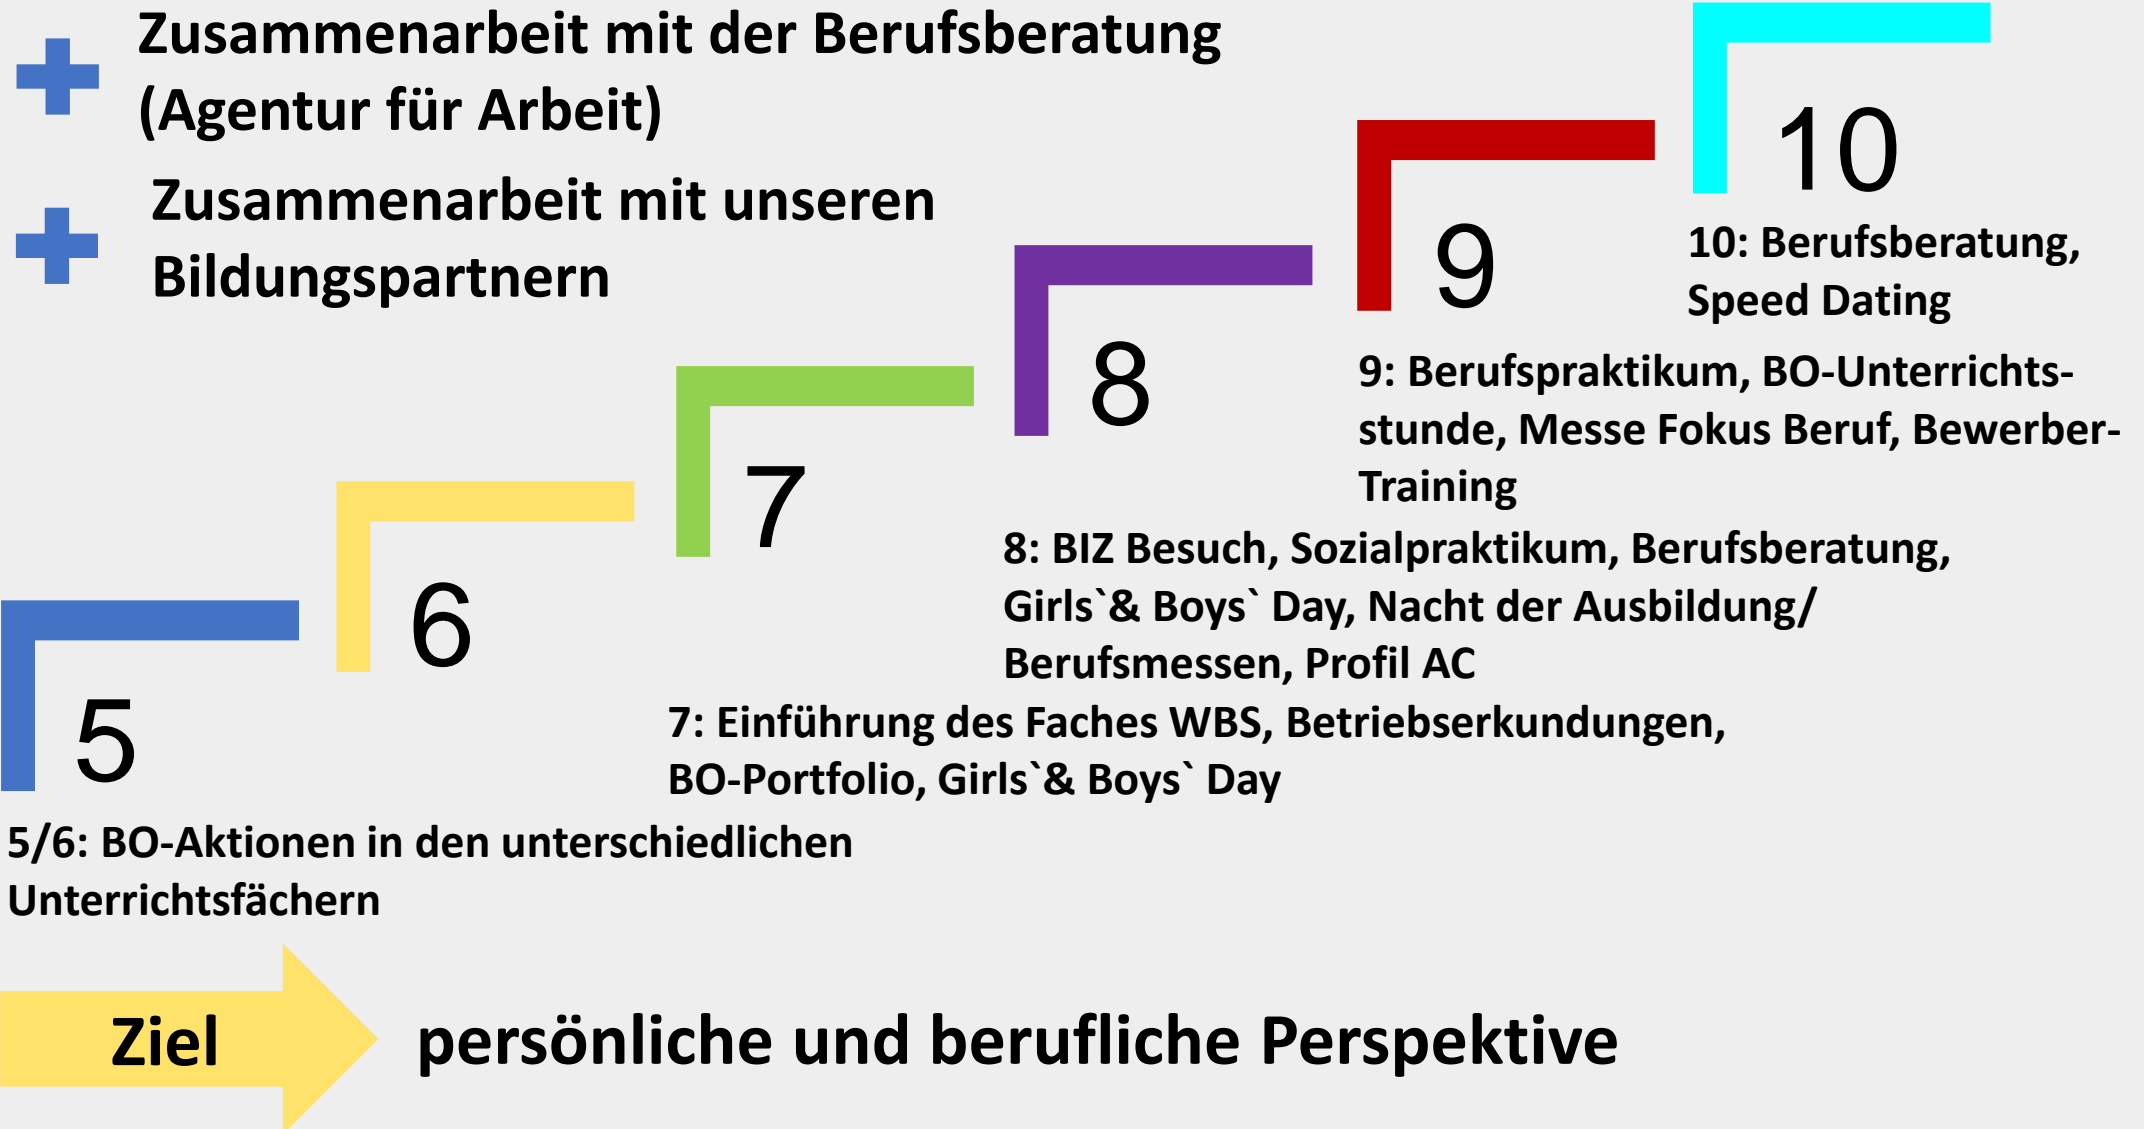 Zusammenarbeit mit der Berufsberatung
(Agentur für Arbeit)
Zusammenarbeit mit unseren
Bildungspartnern
10
10: Berufsberatung,
Speed Dating
9
9: Berufspraktikum, BO-Unterrichts-
stunde, Messe Fokus Beruf, Bewerber-
Training
8
8: BIZ Besuch, Sozialpraktikum, Berufsberatung,
Girls`& Boys` Day, Nacht der Ausbildung/
Berufsmessen, Profil AC
7
7: Einführung des Faches WBS, Betriebserkundungen,
BO-Portfolio, Girls`& Boys` Day
6
5
5/6: BO-Aktionen in den unterschiedlichen
Unterrichtsfächern
Ziel
persönliche und berufliche Perspektive